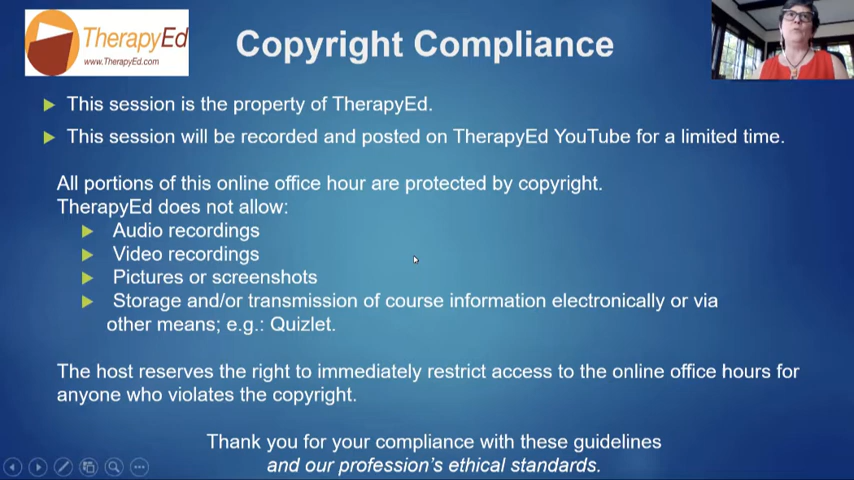 TherapyEd
www.TherapyEd.com
Copyright Compliance
This session is the property of TherapyEd.
This session will be recorded and posted on TherapyEd YouTube for a limited time.
All portions of this online office hour are protected by copyright.
TherapyEd does not allow:
Audio recordings
Video recordings
Pictures or screenshots
Storage and/or transmission of course information electronically or via
other means; e.g.: Quizlet.
The host reserves the right to immediately restrict access to the online office hours for
anyone who violates the copyright.
Thank you for your compliance with these guidelines
and our profession's ethical standards.